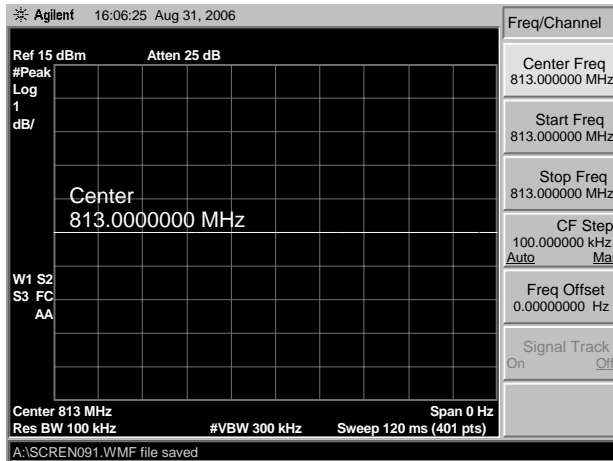 Agilent 16:06:25 Aug 31, 2006
Ref 15 dBm Atten 25 dB
#Peak
Log
1
dB/
Center
813.0000000 MHz
W1 S2
S3 FC
AA
Center 813 MHz Span 0 Hz
Res BW 100 kHz #VBW 300 kHz Sweep 120 ms (401 pts)
A:\SCREN091.WMF file saved
Freq/Channel
Center Freq
813.000000 MHz
Start Freq
813.000000 MHz
Stop Freq
813.000000 MHz
CF Step
100.000000 kHz
Auto Ma
Freq Offset
0.00000000 Hz
Signal Track
On Off